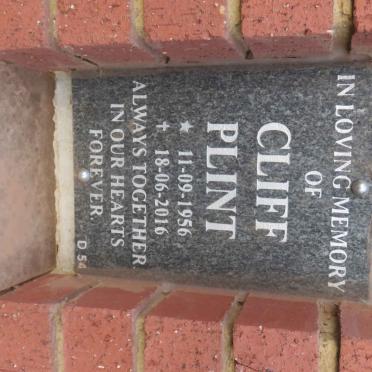 IN LOVING MEMORY
OF
CLIFF
PLINT
★ 11-09-1956
✝ 18-06-2016
ALWAYS TOGETHER
IN OUR HEARTS
FOREVER
D 54